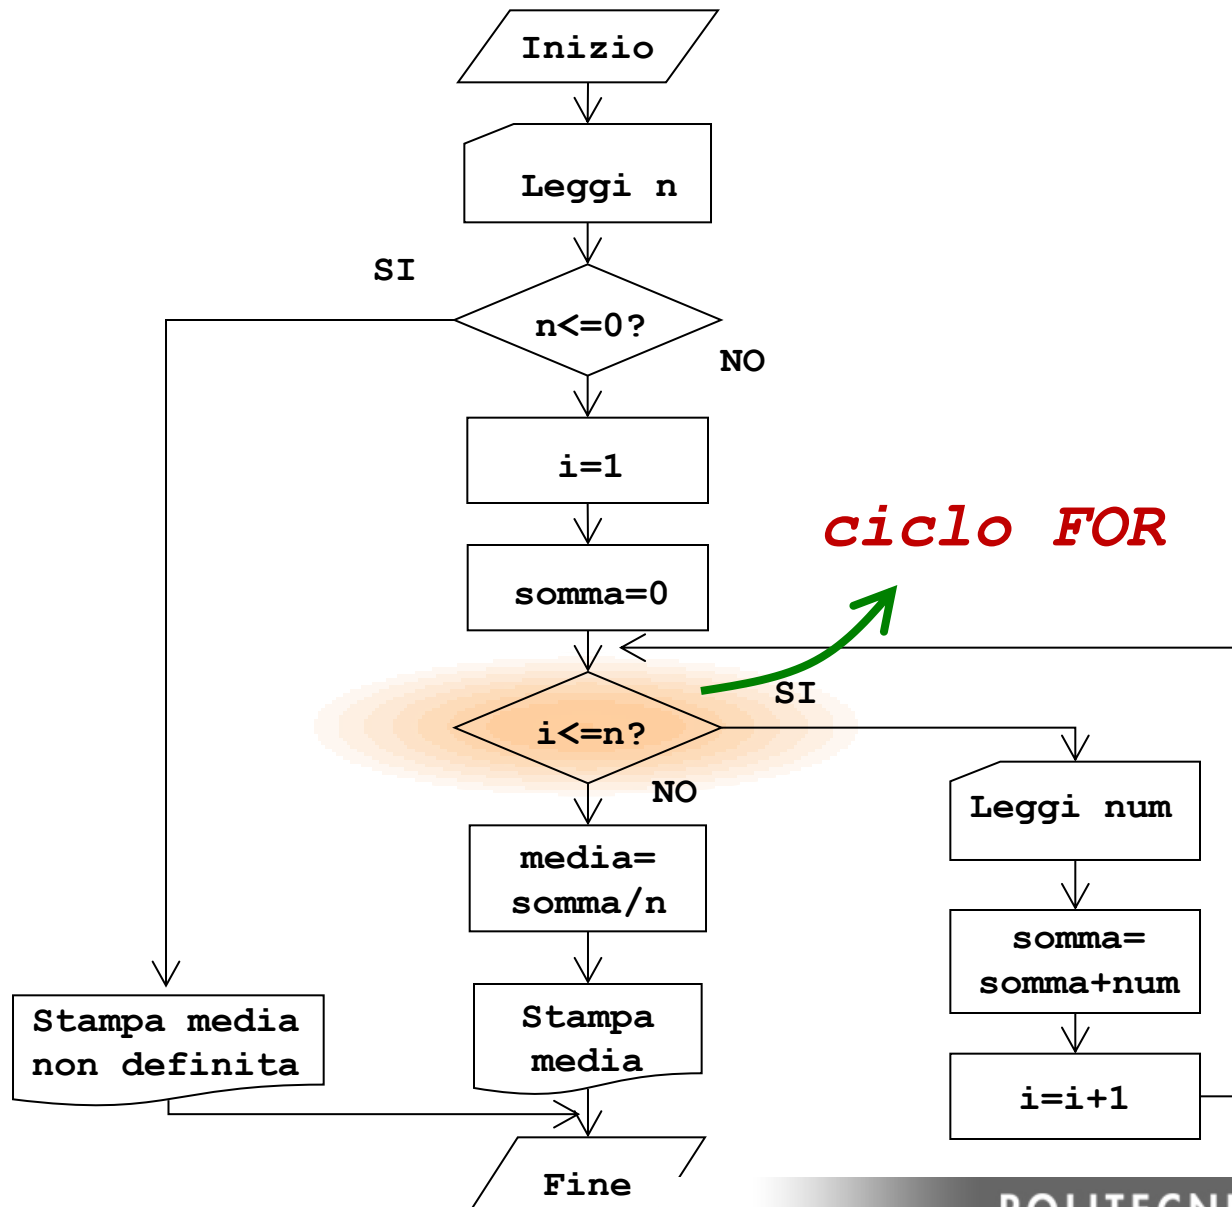 Inizio
Leggi n
SI
n<=0?
NO
i=1
ciclo FOR
somma=0
SI
i<=n?
NO
Leggi num
media=
somma/n
somma=
somma+num
Stampa media
non definita
Stampa
media
i=i+1
Fine